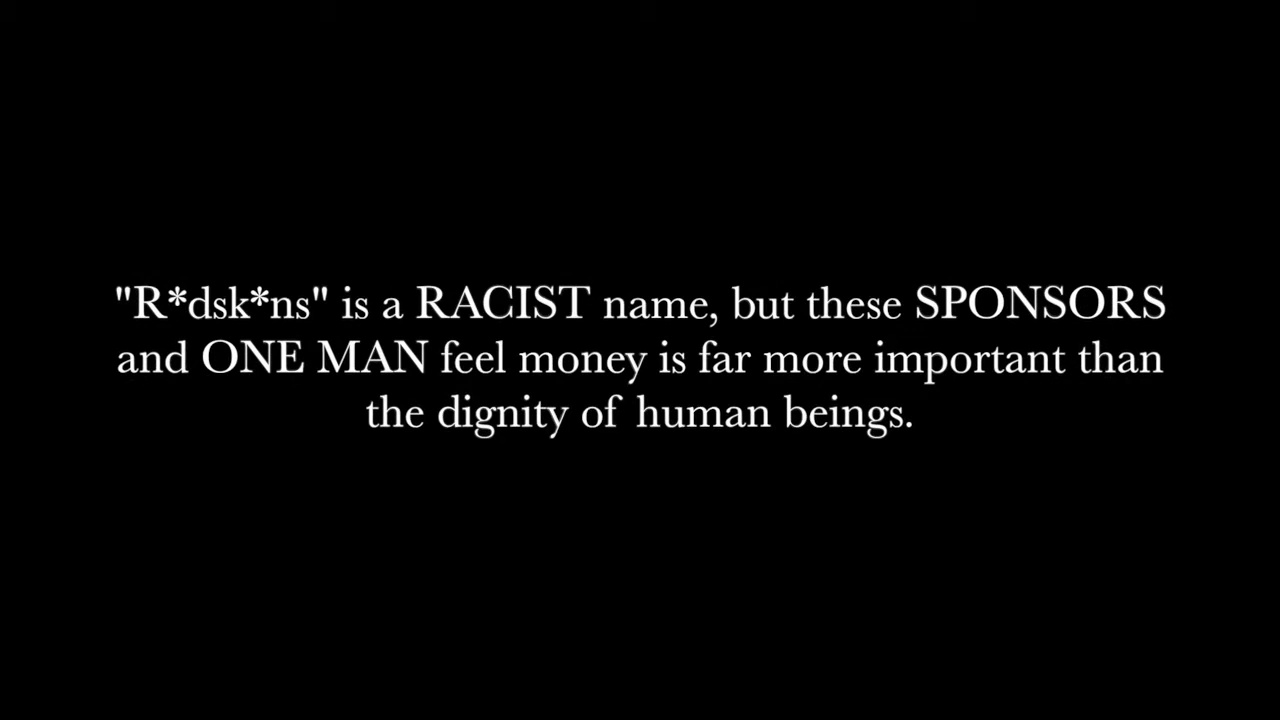 "R*dsk*ns" is a RACIST name, but these SPONSORS
and ONE MAN feel money is far more important than
the dignity of human beings.